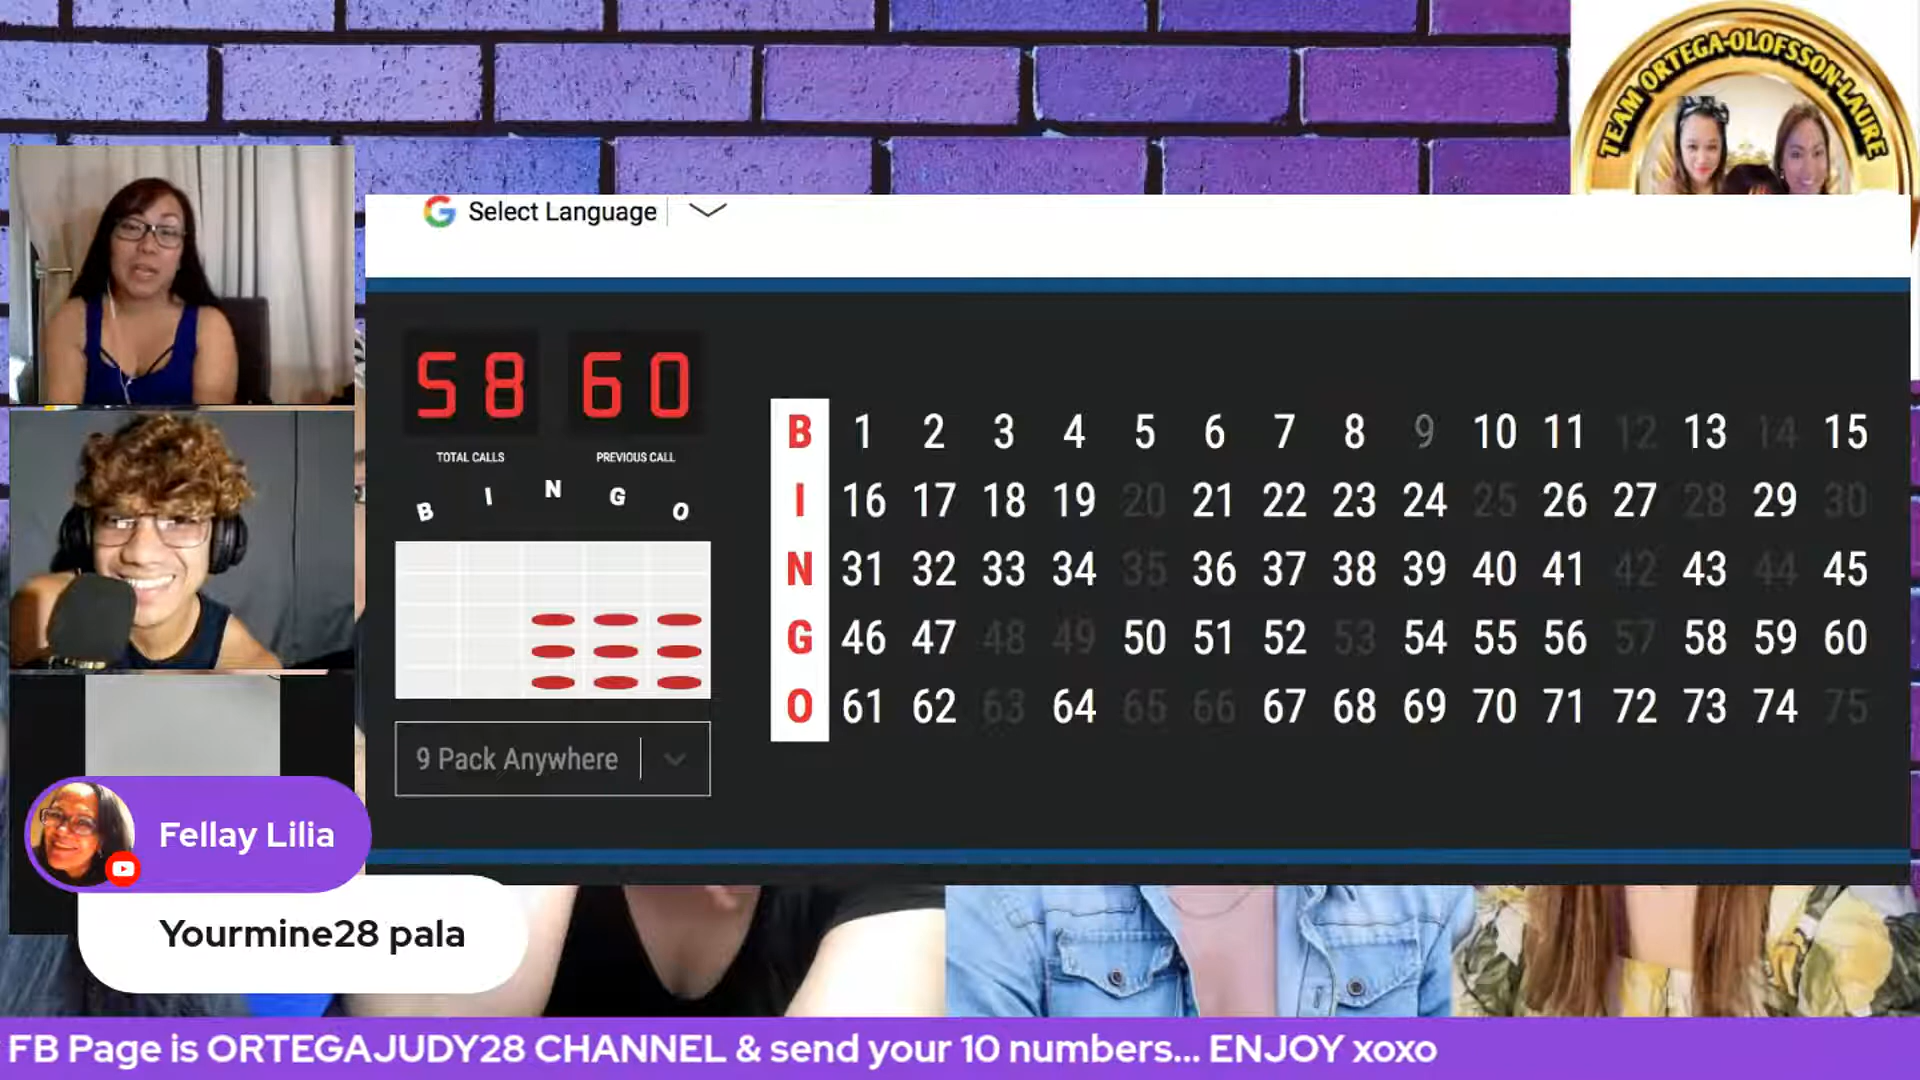 TEAM ORTEGA-OLOFSSON-LAURE
Select Language
58 60
TOTAL CALLS PREVIOUS CALL
B I N G O
9 Pack Anywhere
B 1 2 3 4 5 6 7 8 9 10 11 12 13 14 15
I 16 17 18 19 20 21 22 23 24 25 26 27 28 29 30
N 31 32 33 34 35 36 37 38 39 40 41 42 43 44 45
G 46 47 48 49 50 51 52 53 54 55 56 57 58 59 60
O 61 62 63 64 65 66 67 68 69 70 71 72 73 74 75
Fellay Lilia
Yourmine28 pala
FB Page is ORTEGAJUDY28 CHANNEL & send your 10 numbers... ENJOY xoxo